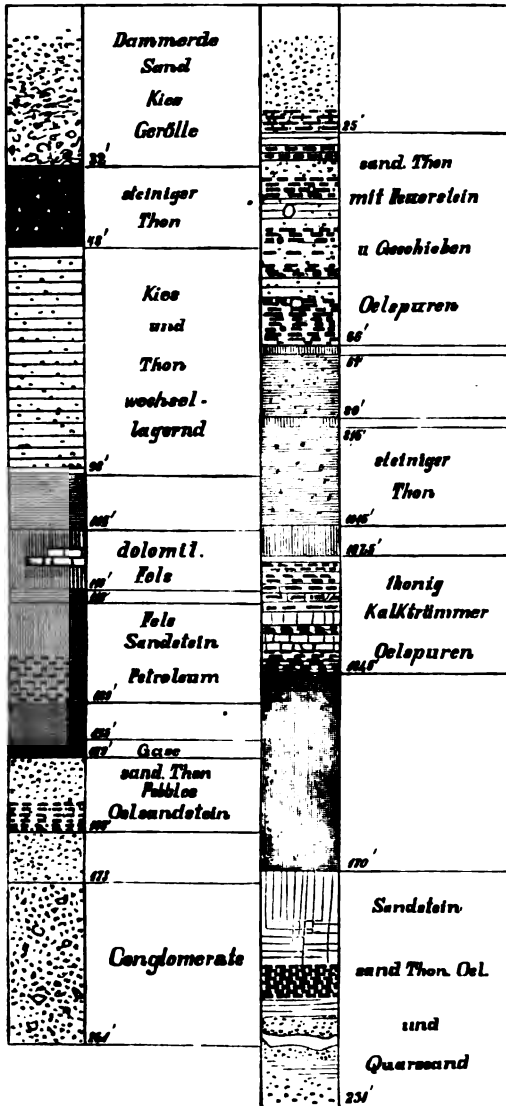 Dammerde
Sand
Kies
Gerölle
steiniger
Thon
48'
Kies
und
Thon
wechsel-
lagernd
98'
dolomit.
Fels
Fels
Sandstein
Petroleum
Gase
sand. Thon
Pebbles
Oelsandstein
Conglomerate
25'
sand. Thon
mit
u Geschieben
Oelspuren
steiniger
Thon
thonig
Kalktrümmer
Oelspuren
170'
Sandstein
sand Thon. Oel.
und
Quarzsand
231'